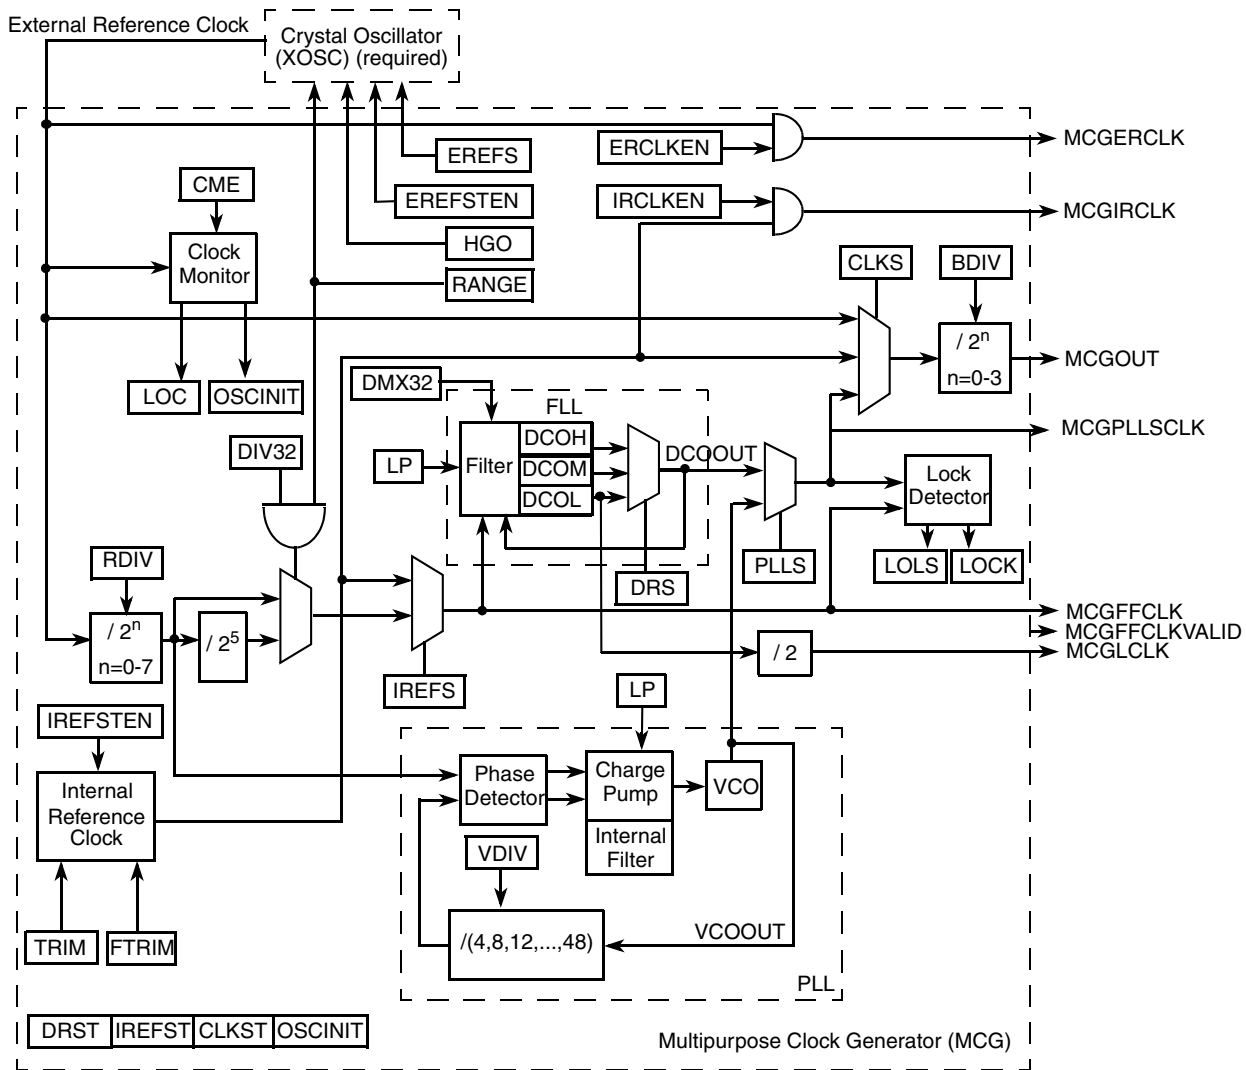 External Reference Clock
Crystal Oscillator
(XOSC) (required)
EREFS
EREFSTEN
HGO
RANGE
ERCLKEN
IRCLKEN
MCGERCLK
MCGIRCLK
CME
Clock
Monitor
LOC
OSCINIT
CLKS
BDIV
/ 2n
n=0-3
MCGOUT
MCGPLLSCLK
DMX32
FLL
LP
Filter
DCOH
DCOM
DCOL
DCOOUT
DIV32
Lock
Detector
LOLS
LOCK
PLLS
DRS
RDIV
/ 2n
n=0-7
/ 25
IREFS
MCGFFCLK
MCGFFCLKVALID
MCGLCLK
/ 2
IREFSTEN
Internal
Reference
Clock
TRIM
FTRIM
LP
Phase
Detector
Charge
Pump
Internal
Filter
VCO
VDIV
/(4,8,12,...,48)
VCOOUT
PLL
DRST
IREFST
CLKST
OSCINIT
Multipurpose Clock Generator (MCG)